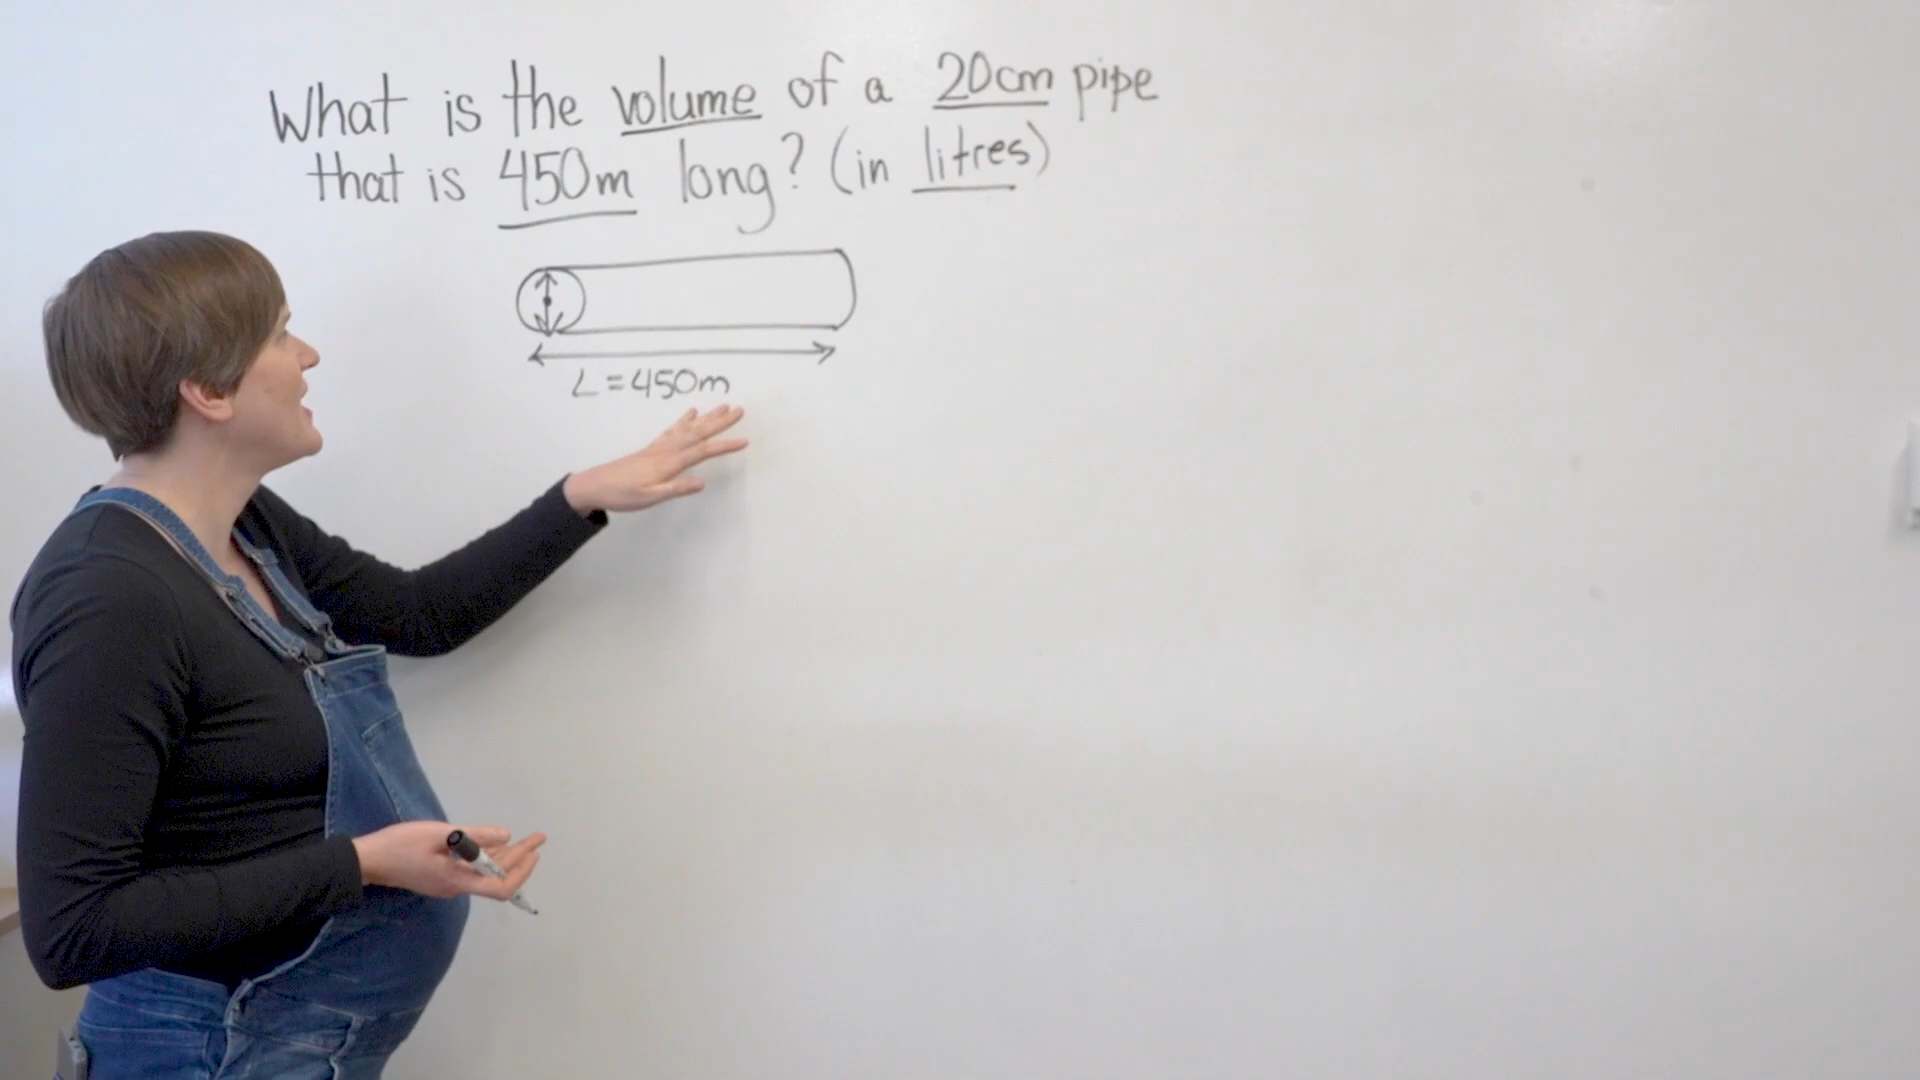 What is the volume of a 20cm pipe
that is 450m long? (in litres)
L = 450m